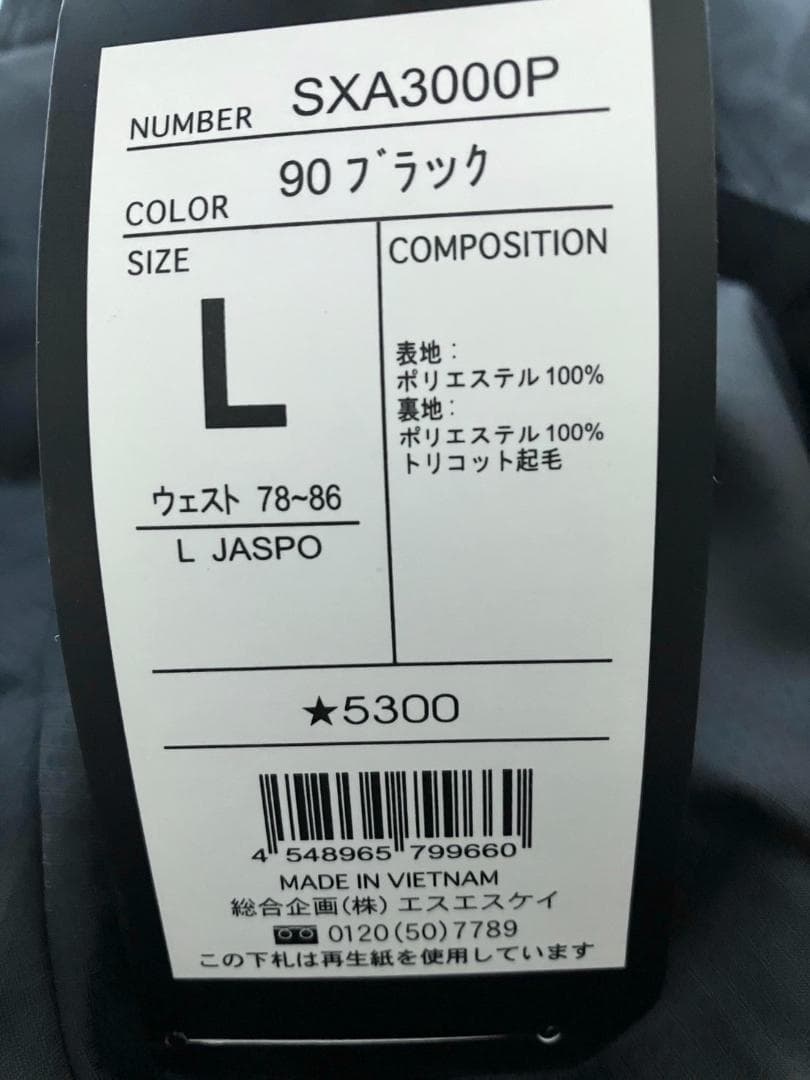 NUMBER SXA3000P
COLOR 90 ブラック
SIZE
L
ウェスト 78~86
L JASPO
COMPOSITION
表地:
ポリエステル100%
裏地:
ポリエステル100%
トリコット起毛
★5300
4 548965 799660
MADE IN VIETNAM
総合企画(株)エスエスケイ
0120(50)7789
この下札は再生紙を使用しています